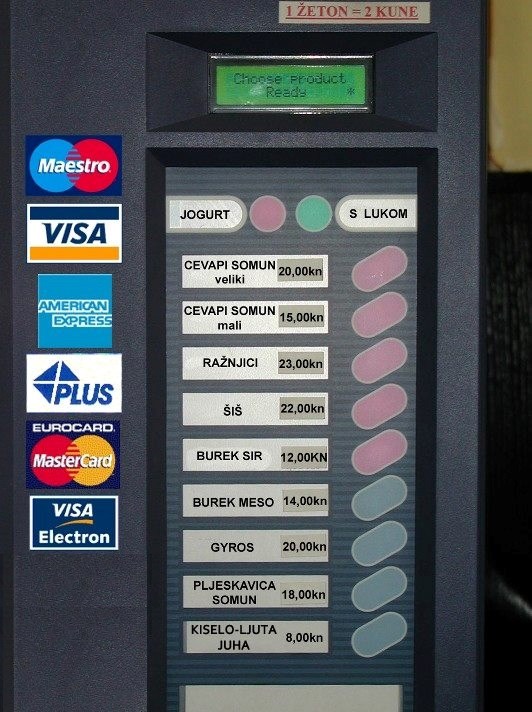 1 ŽETON = 2 KUNE
Choose product
Ready *
Maestro
VISA
AMERICAN
EXPRESS
PLUS
EUROCARD
MasterCard
VISA
Electron
JOGURT
S LUKOM
CEVAPI SOMUN
veliki 20,00kn
CEVAPI SOMUN
mali 15,00kn
RAŽNJICI 23,00kn
ŠIŠ 22,00kn
BUREK SIR 12,00KN
BUREK MESO 14,00kn
GYROS 20,00kn
PLJESKAVICA
SOMUN 18,00kn
KISELO-LJUTA
JUHA 8,00kn